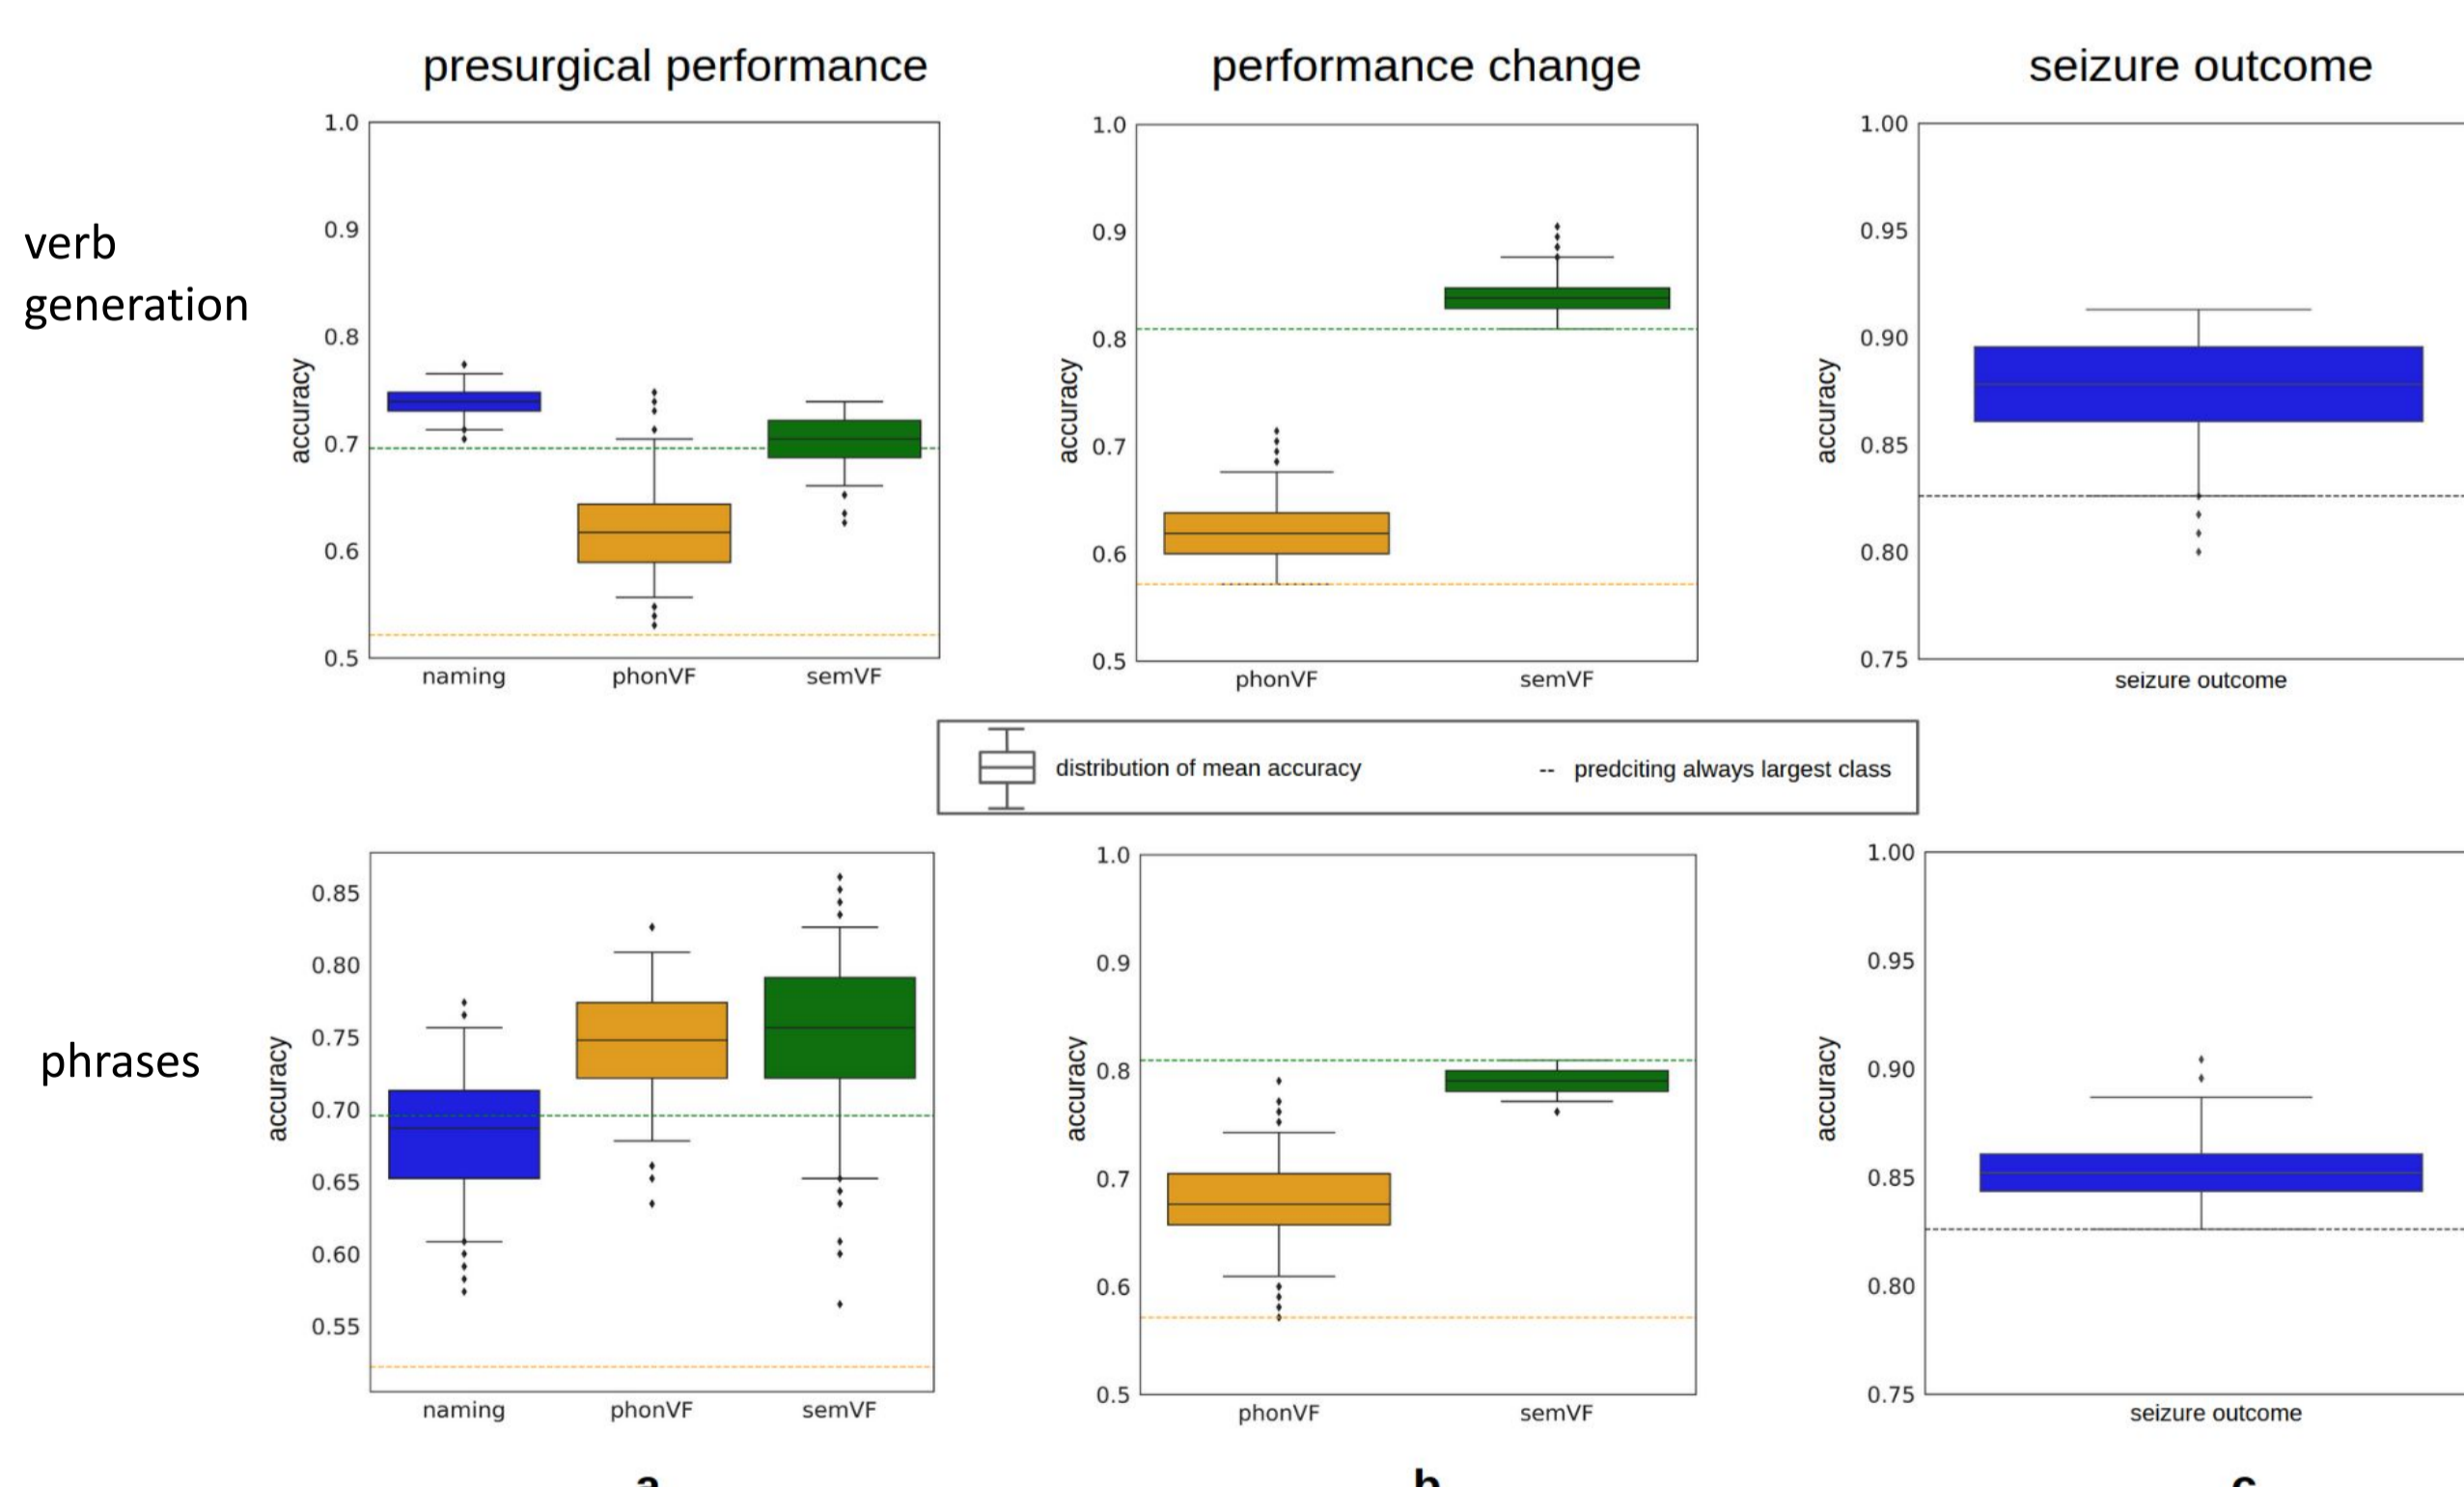 presurgical performance
performance change
seizure outcome
verb
generation
accuracy
1.0
0.9
0.8
0.7
0.6
0.5
naming phonVF semVF
accuracy
1.0
0.9
0.8
0.7
0.6
0.5
phonVF semVF
accuracy
1.00
0.95
0.90
0.85
0.80
0.75
seizure outcome
distribution of mean accuracy
-- predciting always largest class
phrases
accuracy
0.85
0.80
0.75
0.70
0.65
0.60
0.55
naming phonVF semVF
accuracy
1.0
0.9
0.8
0.7
0.6
0.5
phonVF semVF
accuracy
1.00
0.95
0.90
0.85
0.80
0.75
seizure outcome
a
b
c